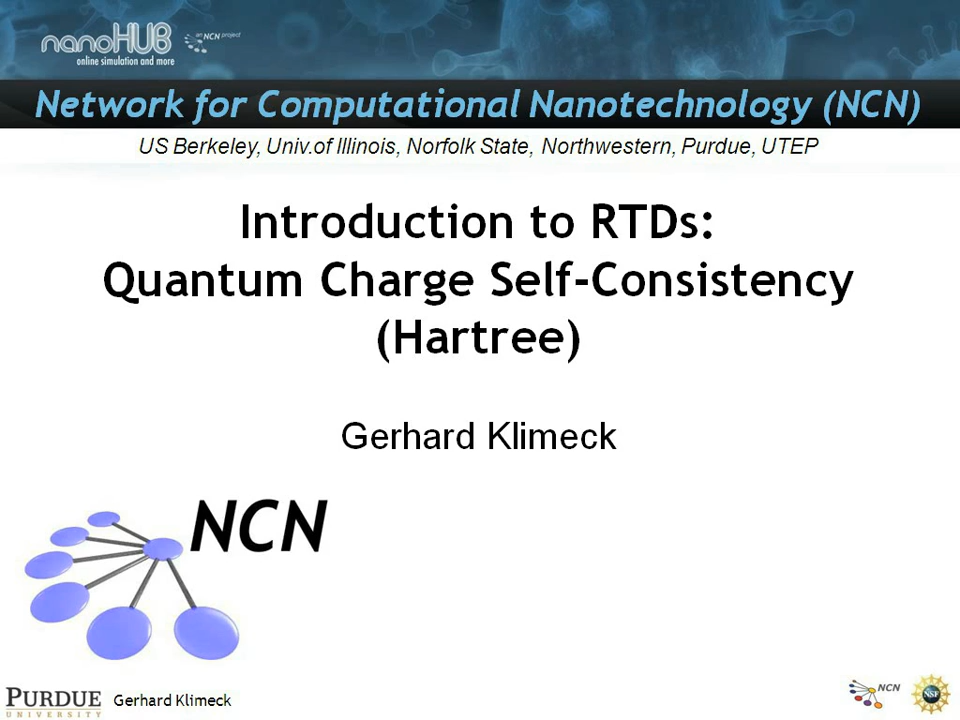 nanoHUB an NCN project
online simulation and more
Network for Computational Nanotechnology (NCN)
US Berkeley, Univ.of Illinois, Norfolk State, Northwestern, Purdue, UTEP
Introduction to RTDs:
Quantum Charge Self-Consistency
(Hartree)
Gerhard Klimeck
NCN
PURDUE
UNIVERSITY
Gerhard Klimeck
NCN
NSF